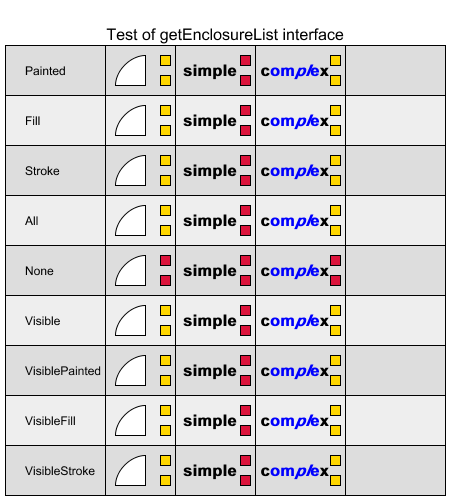 Test of getEnclosureList interface
Painted simple complex
Fill simple complex
Stroke simple complex
All simple complex
None simple complex
Visible simple complex
VisiblePainted simple complex
VisibleFill simple complex
VisibleStroke simple complex